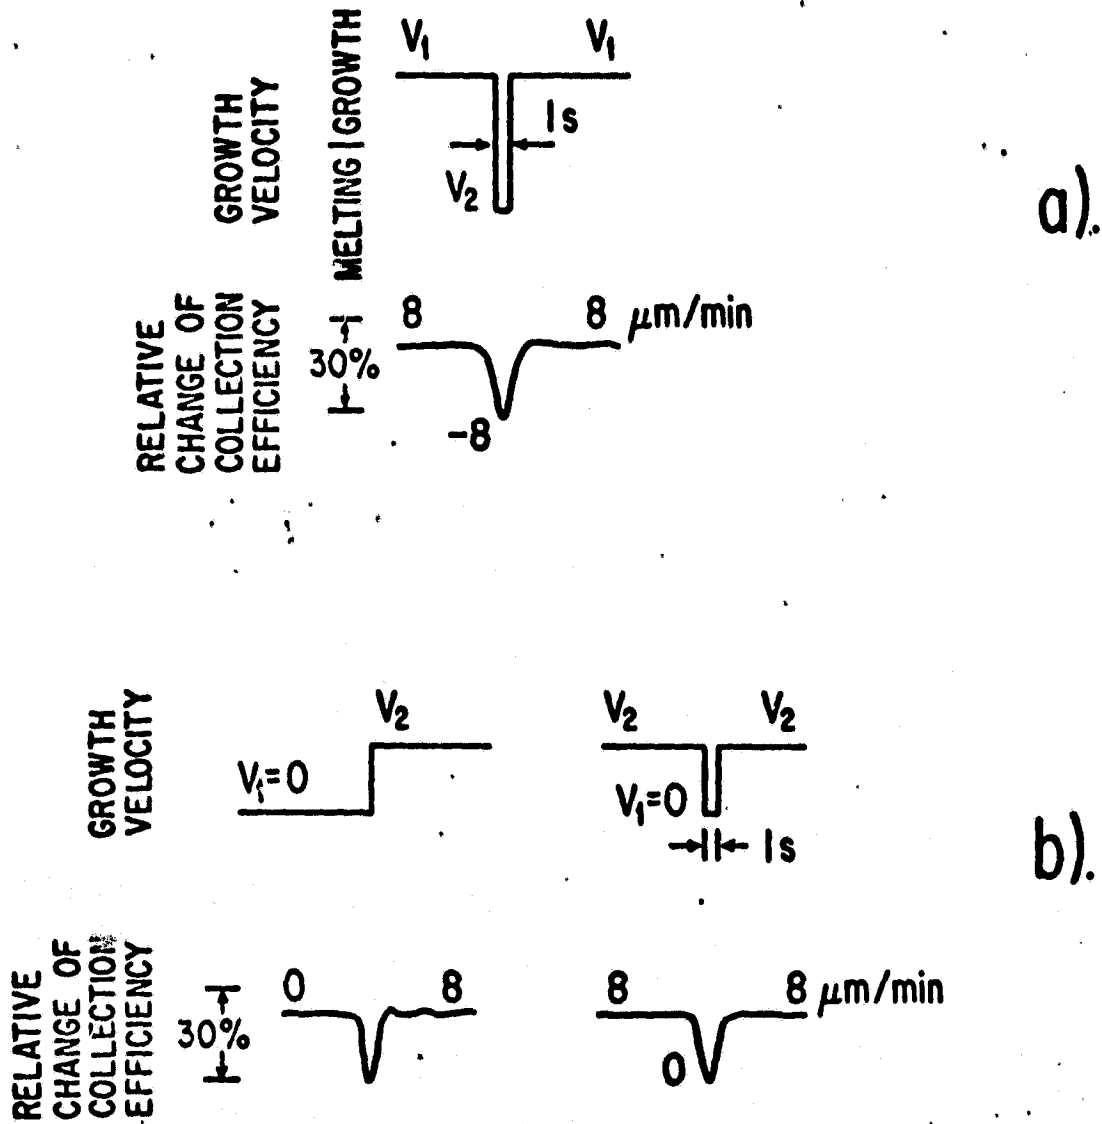 V₁ V₁
GROWTH
VELOCITY
MELTING | GROWTH
1s
V₂
a).
RELATIVE
CHANGE OF
COLLECTION
EFFICIENCY
30%
8 8 μm/min
-8
GROWTH
VELOCITY
V₂
V₁=0
V₂ V₂
V₁=0
1s
b).
RELATIVE
CHANGE OF
COLLECTION
EFFICIENCY
30%
0 8
8 8 μm/min
0